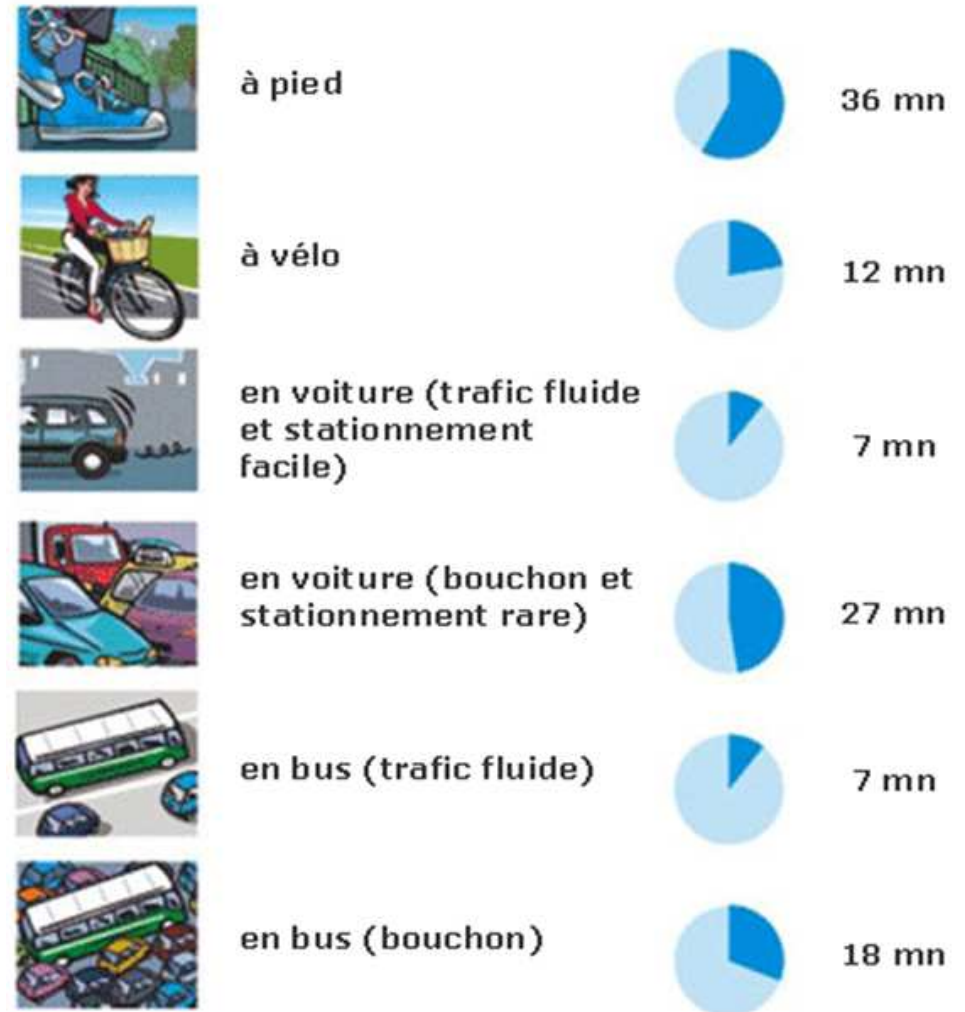 à pied
36 mn
à vélo
12 mn
en voiture (trafic fluide
et stationnement
facile)
7 mn
en voiture (bouchon et
stationnement rare)
27 mn
en bus (trafic fluide)
7 mn
en bus (bouchon)
18 mn